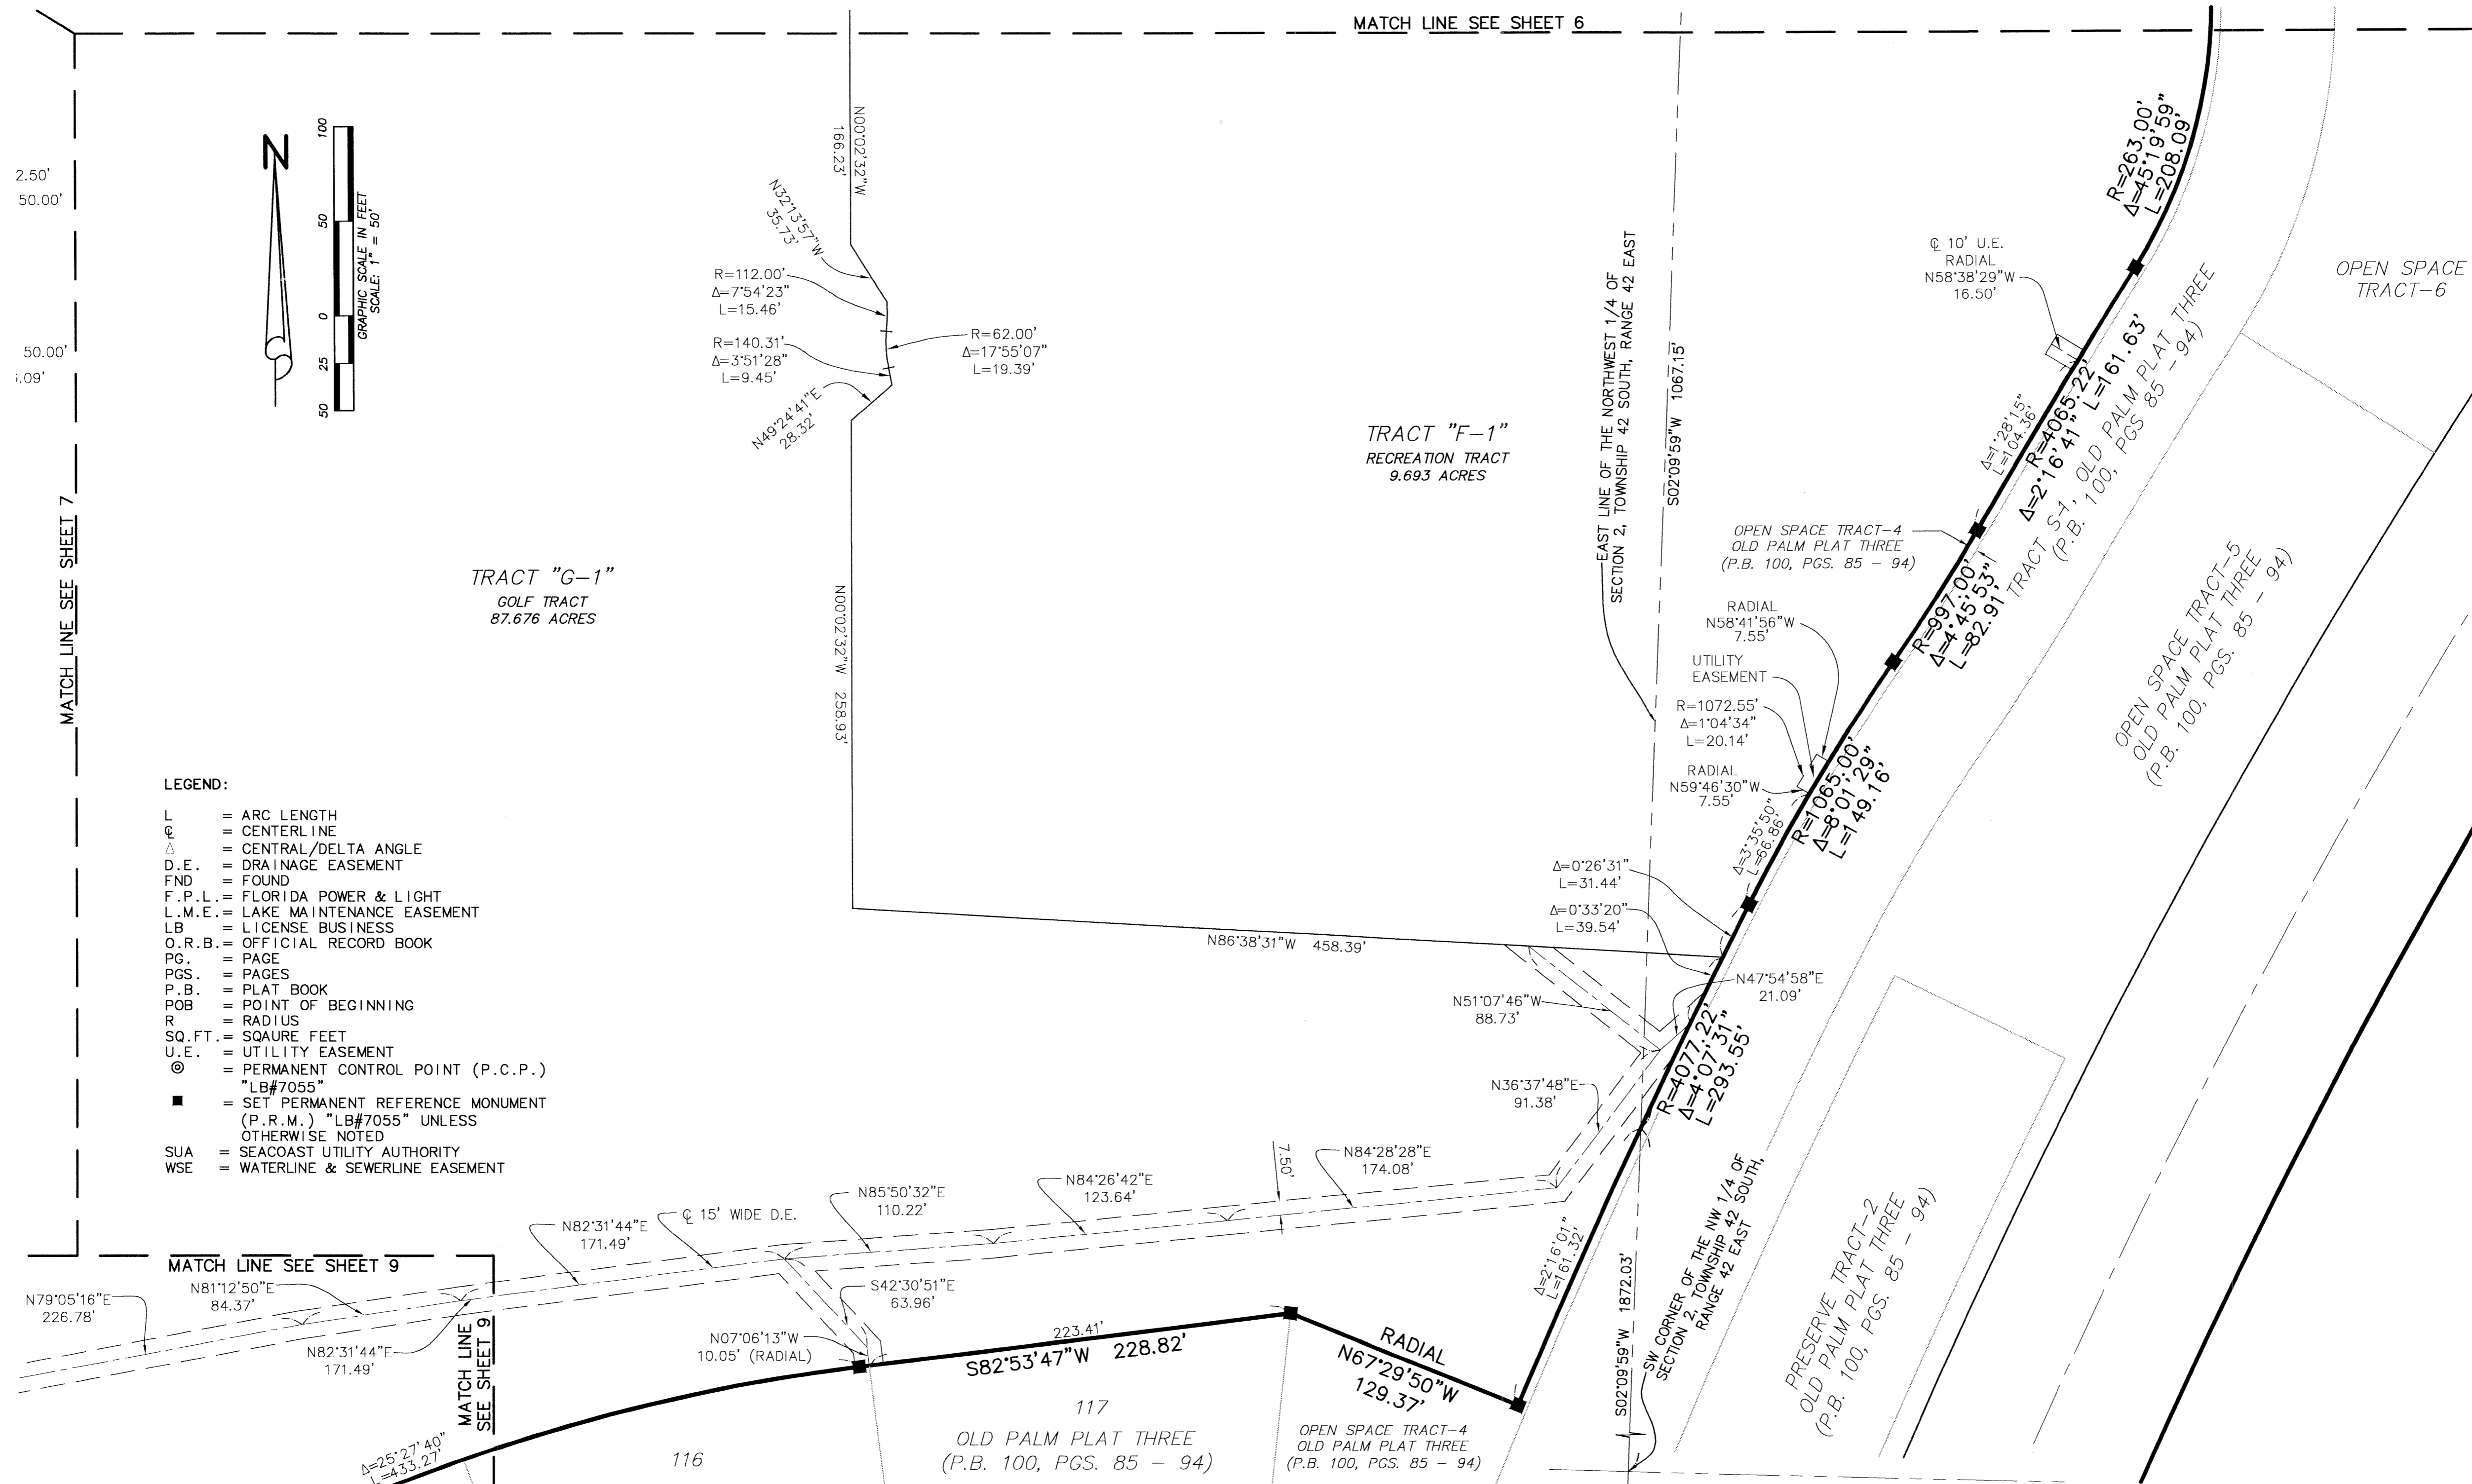 MATCH LINE SEE SHEET 6
2.50'
50.00'
50.00'
.09'
MATCH LINE SEE SHEET 7
N
100
50
0
25
50
GRAPHIC SCALE IN FEET
SCALE: 1" = 50'
N00°02'32"W
166.23'
N32°13'57"W
35.73'
R=112.00'
Δ=7°54'23"
L=15.46'
R=140.31'
Δ=3°51'28"
L=9.45'
R=62.00'
Δ=17°55'07"
L=19.39'
N49°24'41"E
28.32'
TRACT "F-1"
RECREATION TRACT
9.693 ACRES
TRACT "G-1"
GOLF TRACT
87.676 ACRES
N00°02'32"W 258.93'
N86°38'31"W 458.39'
EAST LINE OF THE NORTHWEST 1/4 OF
SECTION 2, TOWNSHIP 42 SOUTH, RANGE 42 EAST
S02°09'59"W 1067.15'
R=263.00'
Δ=45°19'59"
L=208.09'
℄ 10' U.E.
RADIAL
N58°38'29"W
16.50'
OPEN SPACE
TRACT-6
Δ=1°28'15"
L=104.36'
R=4065.22'
Δ=2°16'41" L=161.63'
TRACT S-1, OLD PALM PLAT THREE
(P.B. 100, PGS 85 - 94)
OPEN SPACE TRACT-4
OLD PALM PLAT THREE
(P.B. 100, PGS. 85 - 94)
R=997.00'
Δ=4°45'53"
L=82.91'
OPEN SPACE TRACT-5
OLD PALM PLAT THREE
(P.B. 100, PGS. 85 - 94)
RADIAL
N58°41'56"W
7.55'
UTILITY
EASEMENT
R=1072.55'
Δ=1°04'34"
L=20.14'
RADIAL
N59°46'30"W
7.55'
Δ=3°35'50"
L=66.86'
R=1065.00'
Δ=8°01'29"
L=149.16'
Δ=0°26'31"
L=31.44'
Δ=0°33'20"
L=39.54'
N47°54'58"E
21.09'
N51°07'46"W
88.73'
R=4077.22'
Δ=4°07'31"
L=293.55'
N36°37'48"E
91.38'
LEGEND:
L = ARC LENGTH
℄ = CENTERLINE
△ = CENTRAL/DELTA ANGLE
D.E. = DRAINAGE EASEMENT
FND = FOUND
F.P.L.= FLORIDA POWER & LIGHT
L.M.E.= LAKE MAINTENANCE EASEMENT
LB = LICENSE BUSINESS
O.R.B.= OFFICIAL RECORD BOOK
PG. = PAGE
PGS. = PAGES
P.B. = PLAT BOOK
POB = POINT OF BEGINNING
R = RADIUS
SQ.FT.= SQAURE FEET
U.E. = UTILITY EASEMENT
◎ = PERMANENT CONTROL POINT (P.C.P.)
"LB#7055"
■ = SET PERMANENT REFERENCE MONUMENT
(P.R.M.) "LB#7055" UNLESS
OTHERWISE NOTED
SUA = SEACOAST UTILITY AUTHORITY
WSE = WATERLINE & SEWERLINE EASEMENT
7.50'
N84°28'28"E
174.08'
N84°26'42"E
123.64'
N85°50'32"E
110.22'
℄ 15' WIDE D.E.
N82°31'44"E
171.49'
MATCH LINE SEE SHEET 9
N81°12'50"E
84.37'
N79°05'16"E
226.78'
N82°31'44"E
171.49'
MATCH LINE
SEE SHEET 9
S42°30'51"E
63.96'
N07°06'13"W
10.05' (RADIAL)
223.41'
S82°53'47"W 228.82'
RADIAL
N67°29'50"W
129.37'
Δ=2°16'01"
L=161.32'
S02°09'59"W 1872.03'
SW CORNER OF THE NW 1/4 OF
SECTION 2, TOWNSHIP 42 SOUTH,
RANGE 42 EAST
PRESERVE TRACT-2
OLD PALM PLAT THREE
(P.B. 100, PGS. 85 - 94)
Δ=25°27'40"
L=433.27'
116
117
OLD PALM PLAT THREE
(P.B. 100, PGS. 85 - 94)
OPEN SPACE TRACT-4
OLD PALM PLAT THREE
(P.B. 100, PGS. 85 - 94)